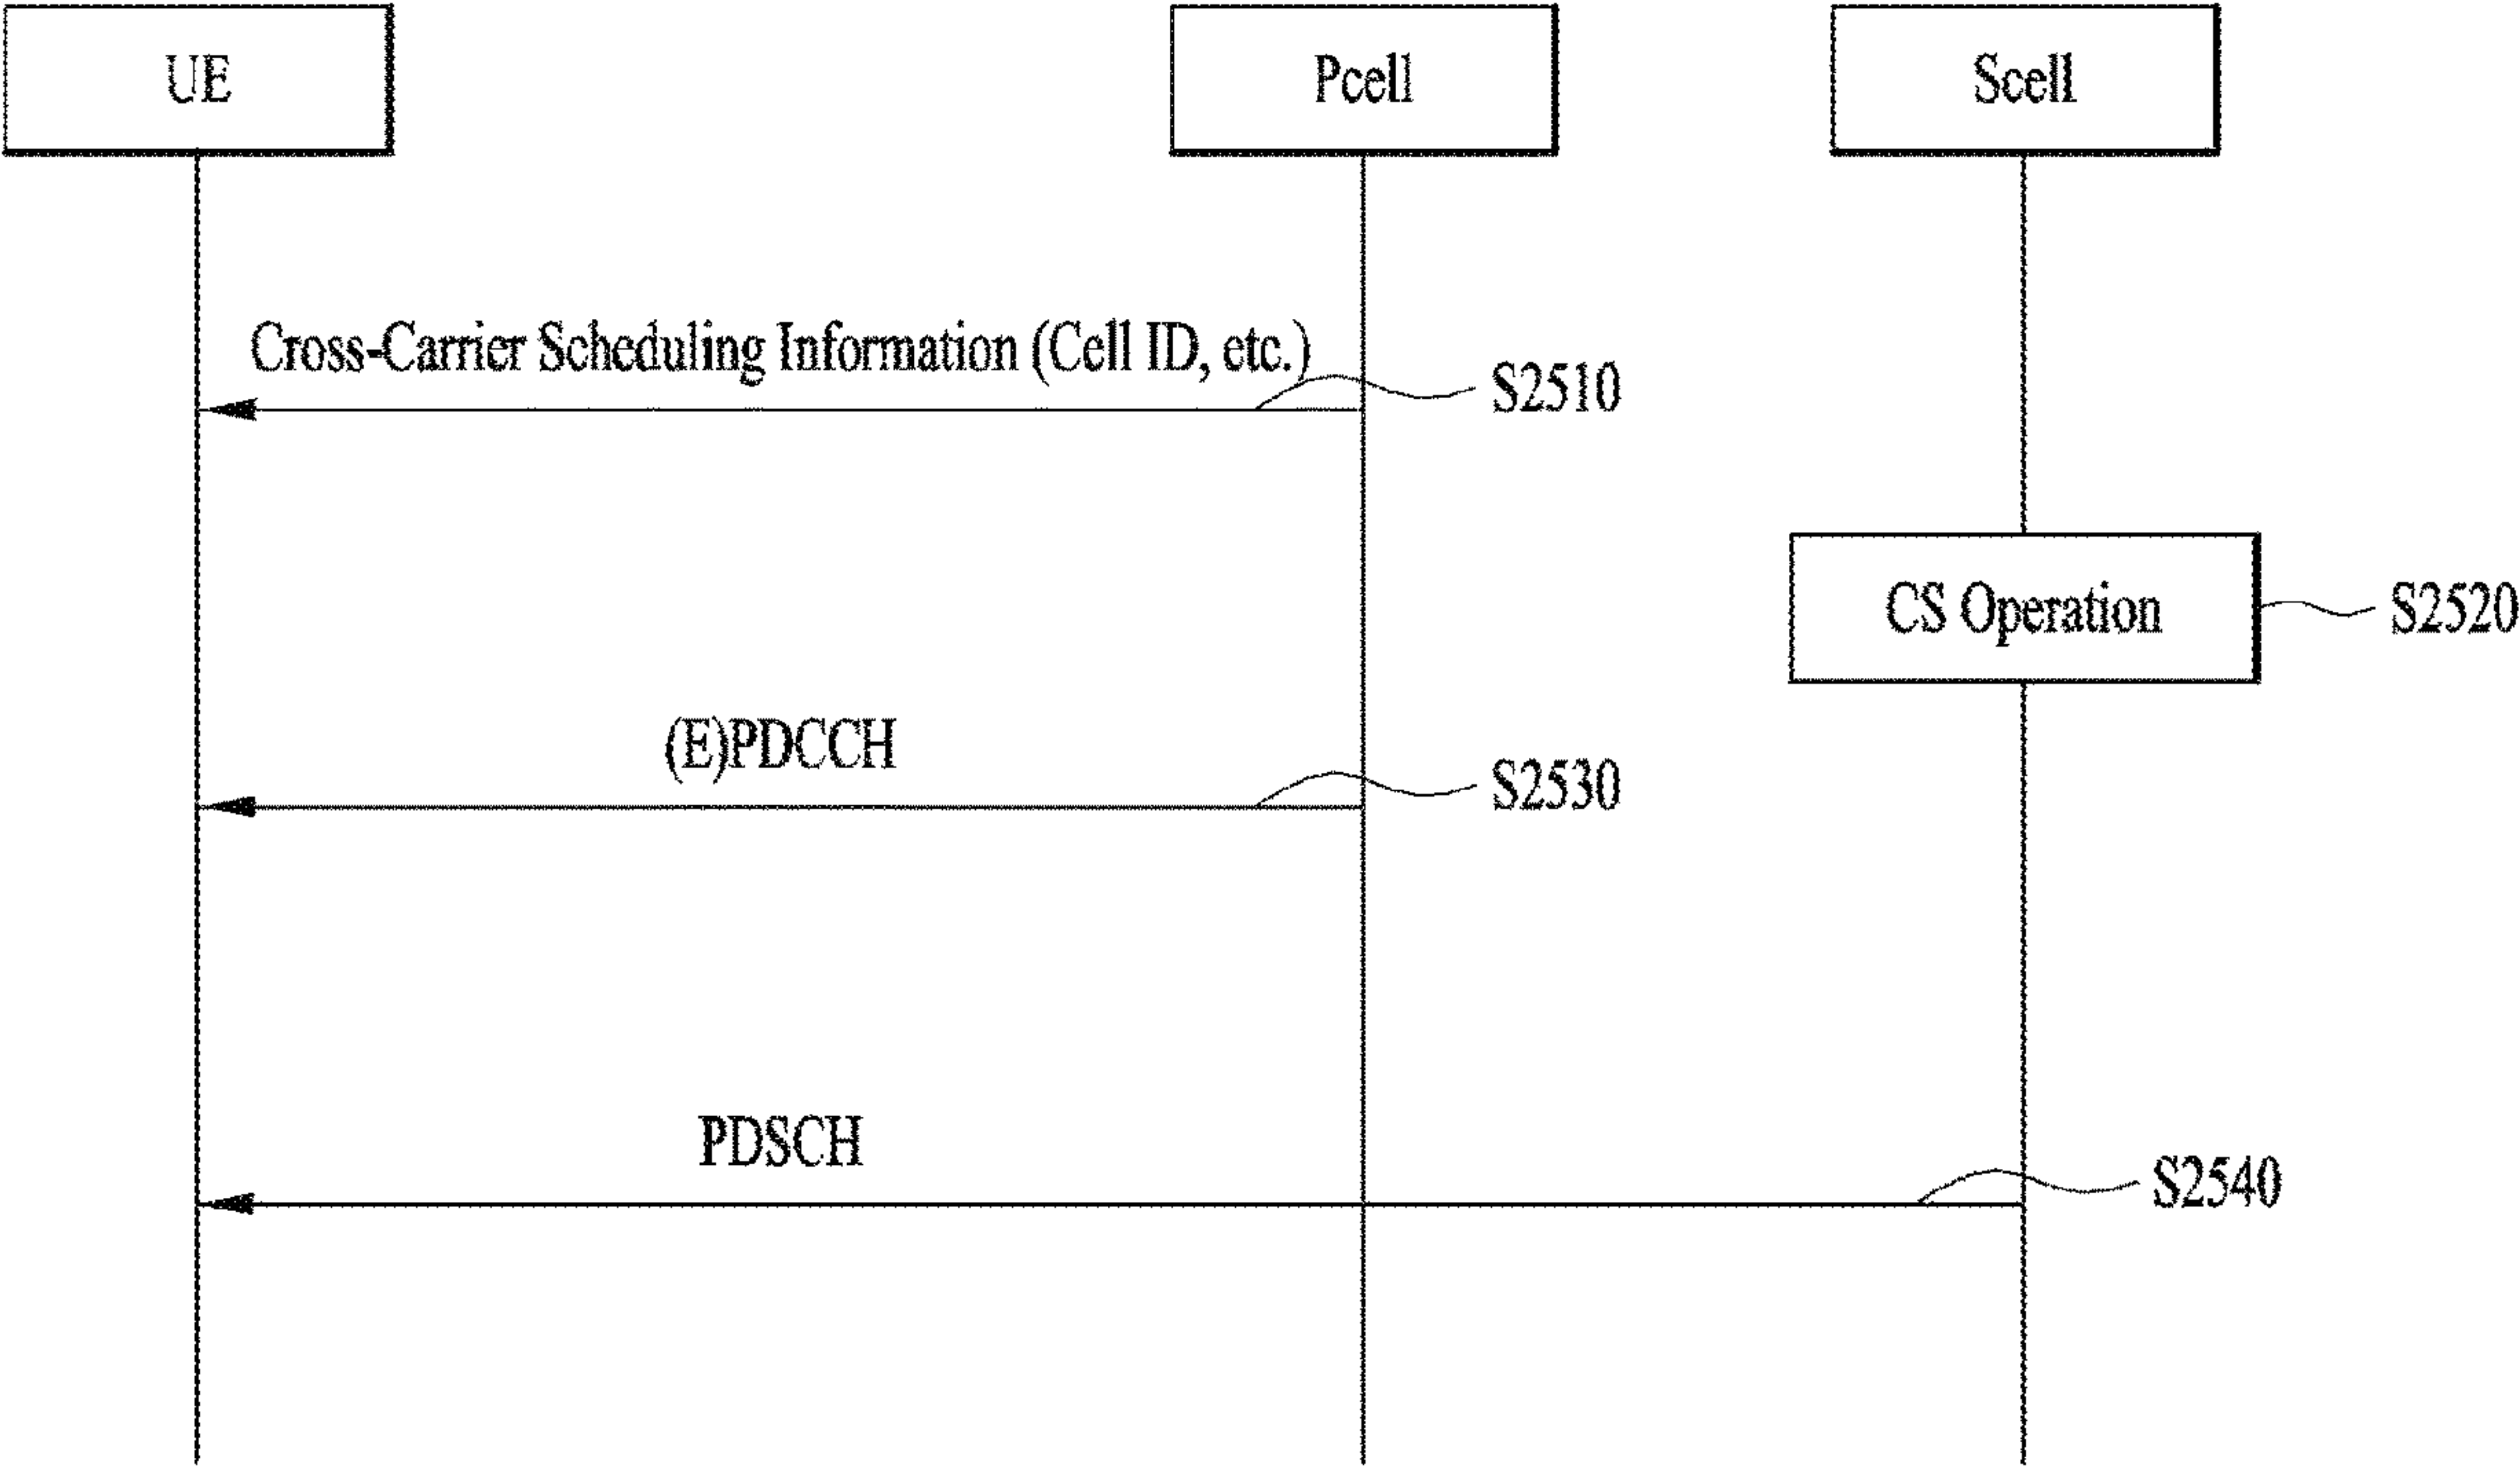 UE
Pcell
Scell
Cross-Carrier Scheduling Information (Cell ID, etc.)
S2510
CS Operation
S2520
(E)PDCCH
S2530
PDSCH
S2540